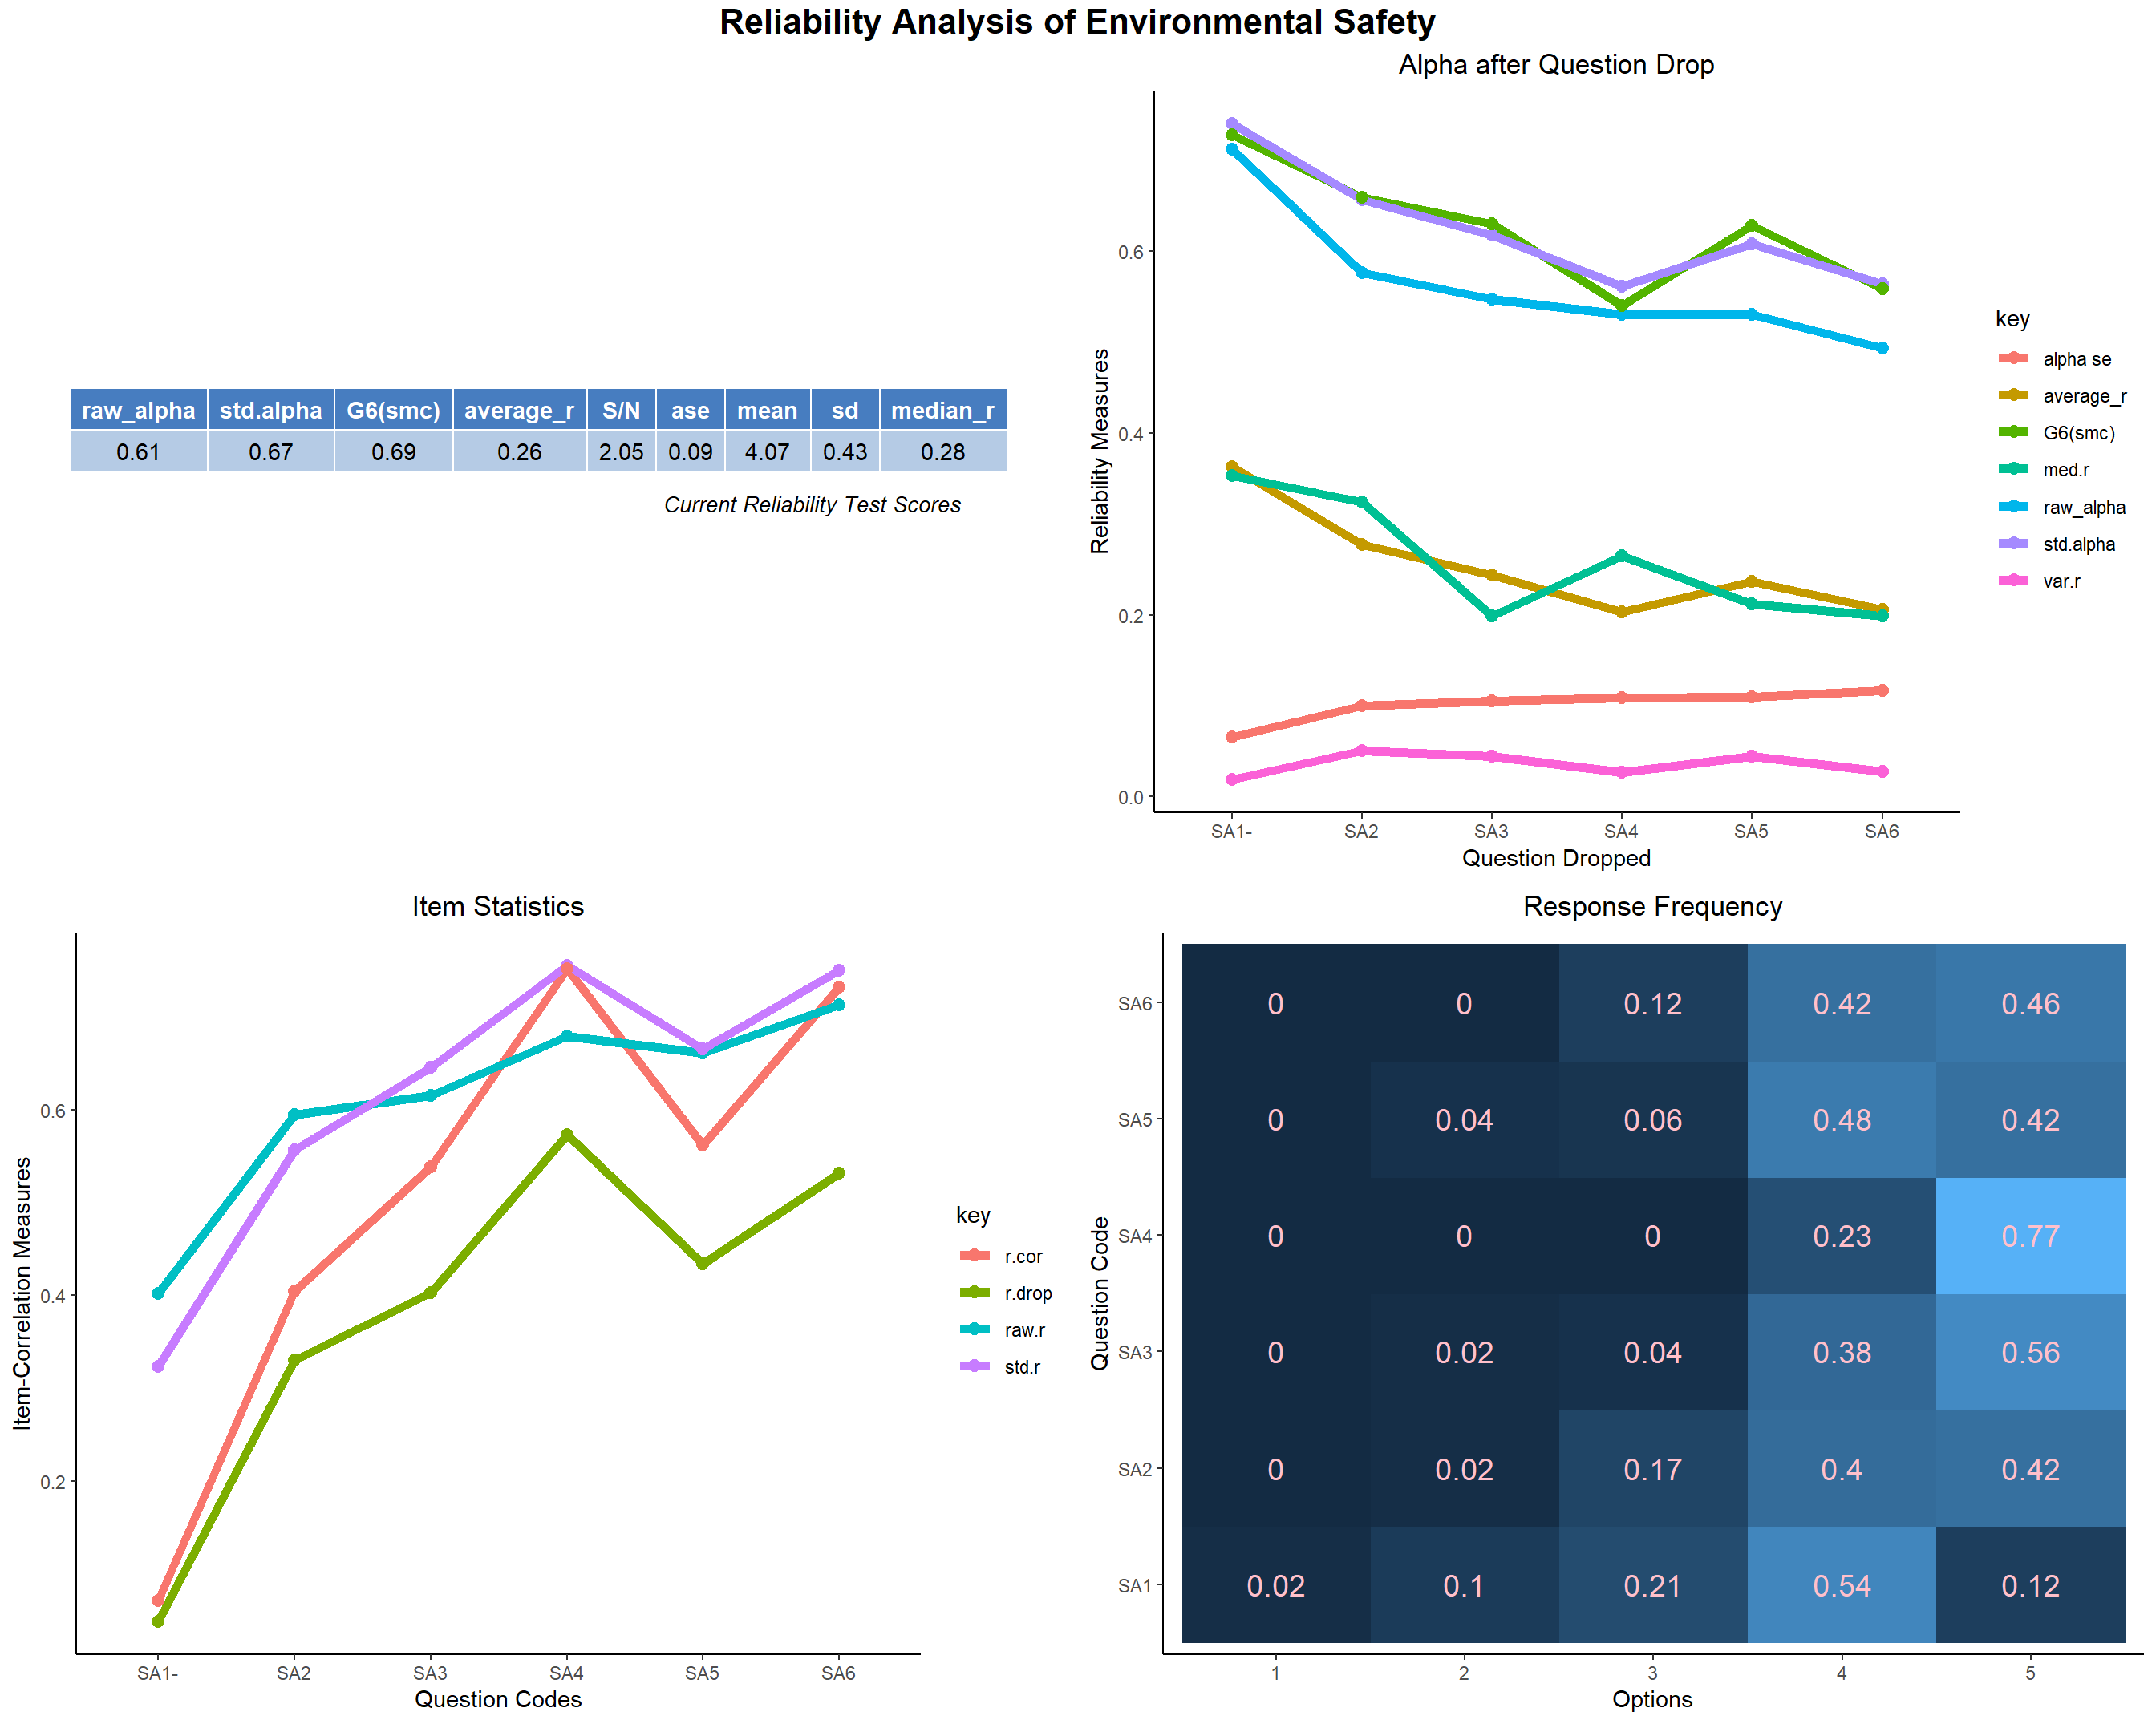 Reliability Analysis of Environmental Safety
raw_alpha std.alpha G6(smc) average_r S/N ase mean sd median_r
0.61 0.67 0.69 0.26 2.05 0.09 4.07 0.43 0.28
Current Reliability Test Scores
Alpha after Question Drop
Reliability Measures
0.6
0.4
0.2
0.0
SA1- SA2 SA3 SA4 SA5 SA6
Question Dropped
key
alpha se
average_r
G6(smc)
med.r
raw_alpha
std.alpha
var.r
Item Statistics
Item-Correlation Measures
0.6
0.4
0.2
SA1- SA2 SA3 SA4 SA5 SA6
Question Codes
key
r.cor
r.drop
raw.r
std.r
Response Frequency
Question Code
SA6 0 0 0.12 0.42 0.46
SA5 0 0.04 0.06 0.48 0.42
SA4 0 0 0 0.23 0.77
SA3 0 0.02 0.04 0.38 0.56
SA2 0 0.02 0.17 0.4 0.42
SA1 0.02 0.1 0.21 0.54 0.12
1 2 3 4 5
Options